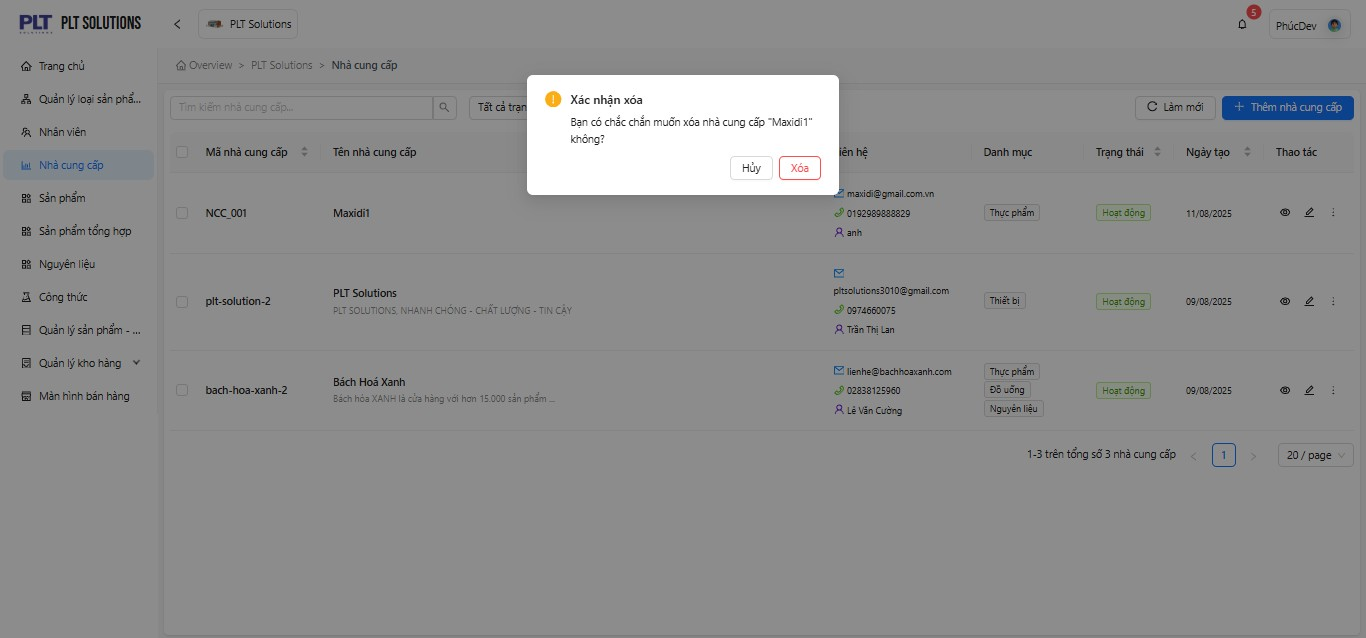 PLT SOLUTIONS
PLT SOLUTIONS
PLT Solutions
5
PhúcDev
Trang chủ
Quản lý loại sản phẩ...
Nhân viên
Nhà cung cấp
Sản phẩm
Sản phẩm tổng hợp
Nguyên liệu
Công thức
Quản lý sản phẩm - ...
Quản lý kho hàng
Màn hình bán hàng
Overview > PLT Solutions > Nhà cung cấp
Tìm kiếm nhà cung cấp...
Tất cả trạn
Làm mới
+ Thêm nhà cung cấp
Xác nhận xóa
Bạn có chắc chắn muốn xóa nhà cung cấp "Maxidi1"
không?
Hủy
Xóa
Mã nhà cung cấp
Tên nhà cung cấp
iên hệ
Danh mục
Trạng thái
Ngày tạo
Thao tác
NCC_001
Maxidi1
maxidi@gmail.com.vn
0192989888829
anh
Thực phẩm
Hoạt động
11/08/2025
plt-solution-2
PLT Solutions
PLT SOLUTIONS, NHANH CHÓNG - CHẤT LƯỢNG - TIN CẬY
pltsolutions3010@gmail.com
0974660075
Trần Thị Lan
Thiết bị
Hoạt động
09/08/2025
bach-hoa-xanh-2
Bách Hoá Xanh
Bách hóa XANH là cửa hàng với hơn 15.000 sản phẩm ...
lienhe@bachhoaxanh.com
02838125960
Lê Văn Cường
Thực phẩm
Đồ uống
Nguyên liệu
Hoạt động
09/08/2025
1-3 trên tổng số 3 nhà cung cấp
1
20 / page